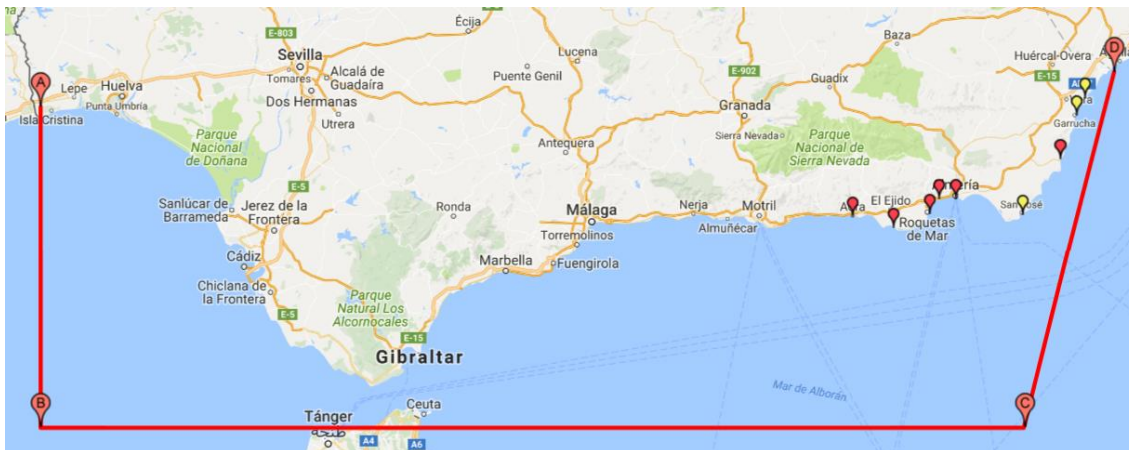 Écija
E-803
Baza
D
Huércal-Overa
Sevilla
Lucena
E-15
A
Lepe
Huelva
Tomares
Alcalá de
Guadaíra
Puente Genil
E-902
Guadix
Punta Umbría
Dos Hermanas
Granada
Isla Cristina
Utrera
Garrucha
Parque
Nacional
de Doñana
Antequera
Sierra Nevada
Parque
Nacional de
Sierra Nevada
E-5
Sanlúcar de
Barrameda
Jerez de la
Frontera
Ronda
Málaga
Nerja
Motril
El Ejido
Almuñécar
Roquetas
de Mar
Torremolinos
Cádiz
Marbella
Fuengirola
Chiclana de
la Frontera
Parque
Natural Los
Alcornocales
E-5
E-15
Gibraltar
Mar de Alborán
B
C
Tánger
طنجة
Ceuta
A4
A6